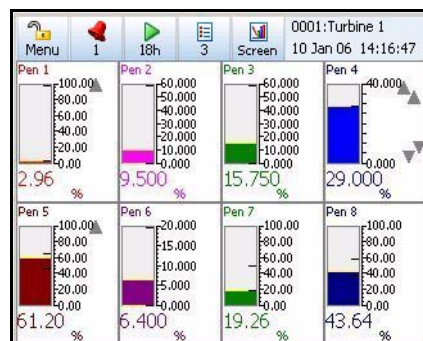 Menu 1 18h 3 Screen
0001:Turbine 1
10 Jan 06 14:16:47
Pen 1 Pen 2 Pen 3 Pen 4
100.00 60.000 60.000 40.000
80.00 50.000 50.000
60.00 40.000 40.000
40.00 30.000 30.000
20.00 20.000 20.000
0.00 10.000 10.000
0.000 0.000 0.000
2.96 9.500 15.750 29.000
% % % %
Pen 5 Pen 6 Pen 7 Pen 8
100.00 20.000 100.00 100.00
80.00 15.000 80.00 80.00
60.00 10.000 60.00 60.00
40.00 5.000 40.00 40.00
20.00 0.000 20.00 20.00
0.00 0.00 0.00
61.20 6.400 19.26 43.64
% % % %